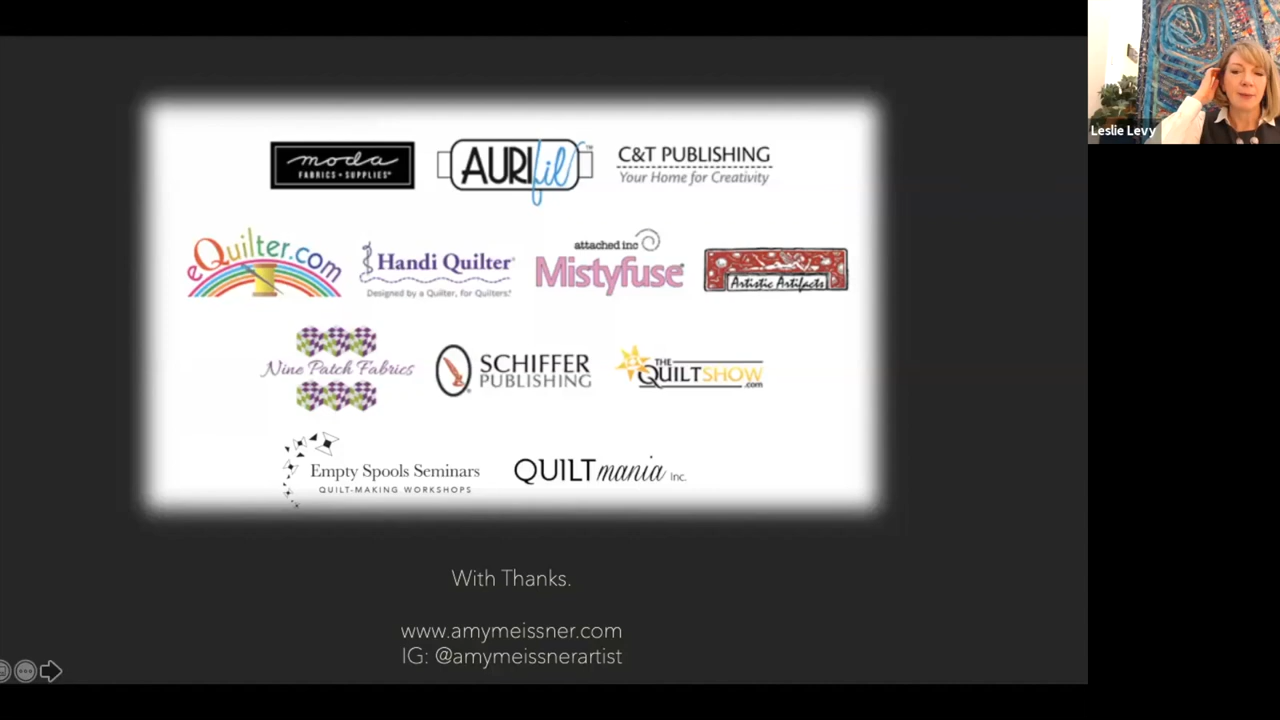 moda
FABRICS + SUPPLIES®
AURIfil™
C&T PUBLISHING
Your Home for Creativity
Leslie Levy
eQuilter.com
Handi Quilter®
Designed by a Quilter, for Quilters.®
attached inc
Mistyfuse®
Artistic Artifacts
Nine Patch Fabrics
SCHIFFER
PUBLISHING
THE
QUILTSHOW
.com
Empty Spools Seminars
QUILT-MAKING WORKSHOPS
QUILTmania Inc.
With Thanks.
www.amymeissner.com
IG: @amymeissnerartist